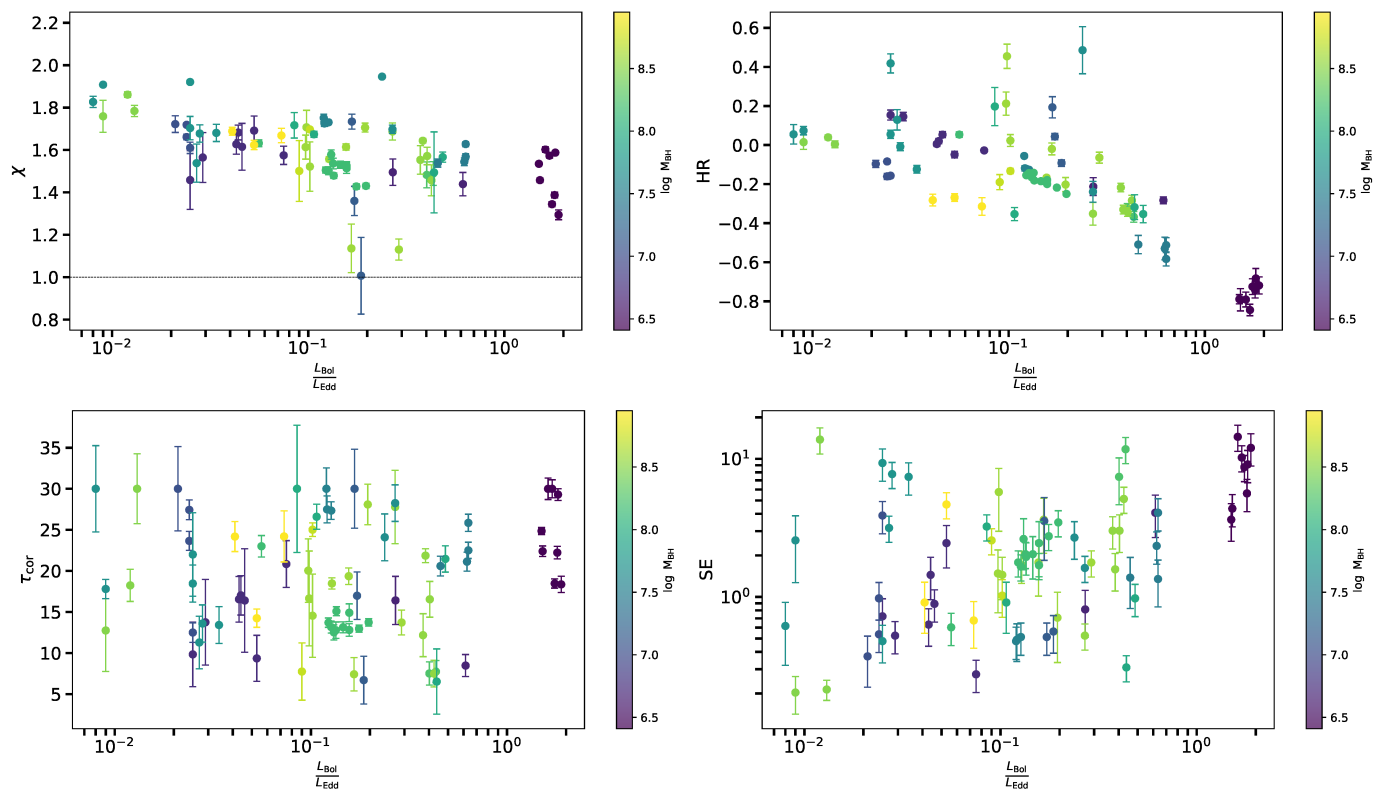 2.2
2.0
1.8
1.6
1.4
1.2
1.0
0.8
χ
10⁻² 10⁻¹ 10⁰
L_Bol
L_Edd
8.5
8.0
7.5
7.0
6.5
log M_BH
0.6
0.4
0.2
0.0
−0.2
−0.4
−0.6
−0.8
HR
10⁻² 10⁻¹ 10⁰
L_Bol
L_Edd
8.5
8.0
7.5
7.0
6.5
log M_BH
35
30
25
20
15
10
5
τ_cor
10⁻² 10⁻¹ 10⁰
L_Bol
L_Edd
8.5
8.0
7.5
7.0
6.5
log M_BH
10¹
10⁰
SE
10⁻² 10⁻¹ 10⁰
L_Bol
L_Edd
8.5
8.0
7.5
7.0
6.5
log M_BH